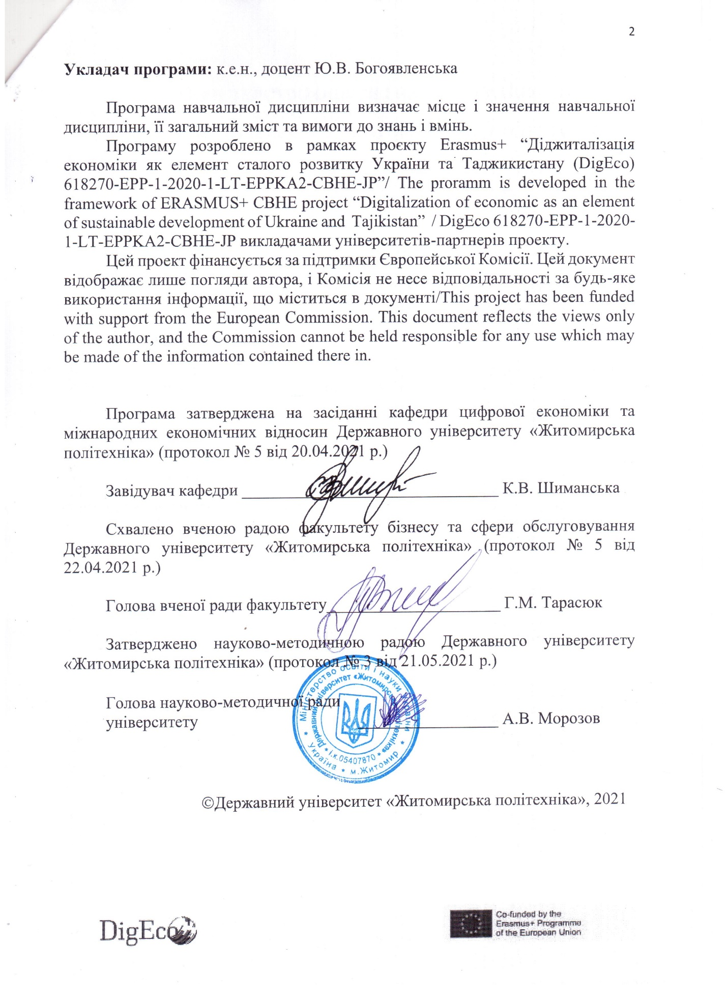 2
Укладач програми: к.е.н., доцент Ю.В. Богоявленська
Програма навчальної дисципліни визначає місце і значення навчальної
дисципліни, її загальний зміст та вимоги до знань і вмінь.
Програму розроблено в рамках проєкту Erasmus+ “Діджиталізація
економіки як елемент сталого розвитку України та Таджикистану (DigEco)
618270-EPP-1-2020-1-LT-EPPKA2-CBHE-JP”/ The proramm is developed in the
framework of ERASMUS+ CBHE project “Digitalization of economic as an element
of sustainable development of Ukraine and Tajikistan” / DigEco 618270-EPP-1-2020-
1-LT-EPPKA2-CBHE-JP викладачами університетів-партнерів проекту.
Цей проект фінансується за підтримки Європейської Комісії. Цей документ
відображає лише погляди автора, і Комісія не несе відповідальності за будь-яке
використання інформації, що міститься в документі/This project has been funded
with support from the European Commission. This document reflects the views only
of the author, and the Commission cannot be held responsible for any use which may
be made of the information contained there in.
Програма затверджена на засіданні кафедри цифрової економіки та
міжнародних економічних відносин Державного університету «Житомирська
політехніка» (протокол № 5 від 20.04.2021 р.)
Завідувач кафедри К.В. Шиманська
Схвалено вченою радою факультету бізнесу та сфери обслуговування
Державного університету «Житомирська політехніка» (протокол № 5 від
22.04.2021 р.)
Голова вченої ради факультету Г.М. Тарасюк
Затверджено науково-методичною радою Державного університету
«Житомирська політехніка» (протокол № 3 від 21.05.2021 р.)
Голова науково-методичної ради
університету А.В. Морозов
Міністерство освіти і науки України
* Україна * м.Житомир *
Державний університет «Житомирська політехніка»
* і.к.05407870 *
©Державний університет «Житомирська політехніка», 2021
DigEco
Co-funded by the
Erasmus+ Programme
of the European Union